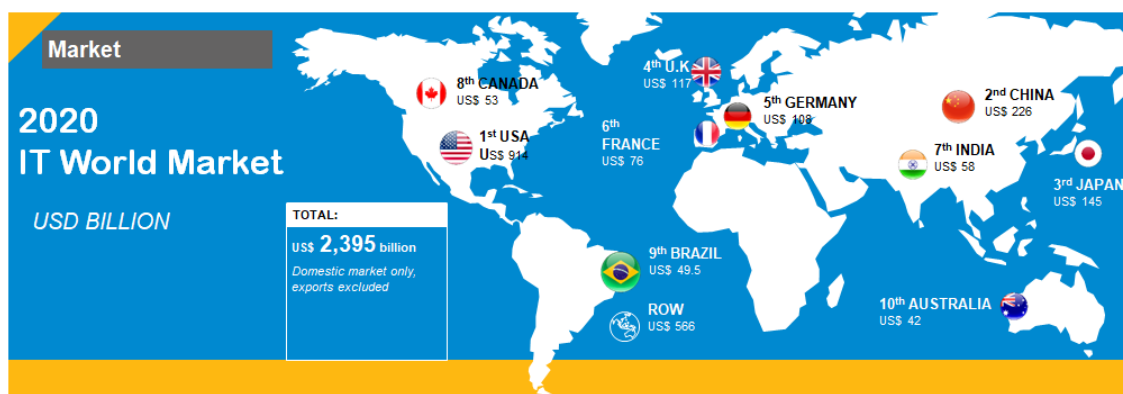 Market
2020
IT World Market
USD BILLION
TOTAL:
US$ 2,395 billion
Domestic market only,
exports excluded
8th CANADA
US$ 53
1st USA
US$ 914
4th U.K
US$ 117
5th GERMANY
US$ 108
6th
FRANCE
US$ 76
2nd CHINA
US$ 226
7th INDIA
US$ 58
3rd JAPAN
US$ 145
9th BRAZIL
US$ 49.5
ROW
US$ 566
10th AUSTRALIA
US$ 42